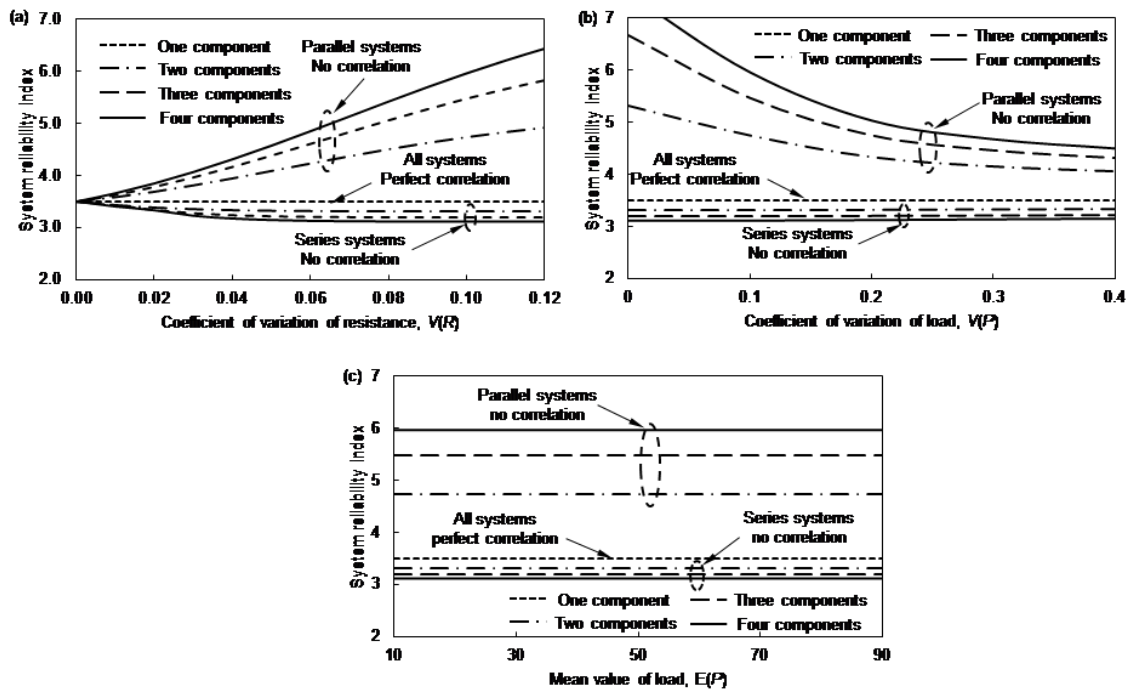 (a)
7.0
6.0
5.0
4.0
3.0
2.0
System reliability Index
One component
Two components
Three components
Four components
Parallel systems
No correlation
All systems
Perfect correlation
Series systems
No correlation
0.00 0.02 0.04 0.06 0.08 0.10 0.12
Coefficient of variation of resistance, V(R)
(b)
7
6
5
4
3
2
System reliability Index
One component
Two components
Three components
Four components
Parallel systems
No correlation
All systems
Perfect correlation
Series systems
No correlation
0 0.1 0.2 0.3 0.4
Coefficient of variation of load, V(P)
(c)
7
6
5
4
3
2
System reliability Index
Parallel systems
no correlation
All systems
perfect correlation
Series systems
no correlation
One component
Two components
Three components
Four components
10 30 50 70 90
Mean value of load, E(P)